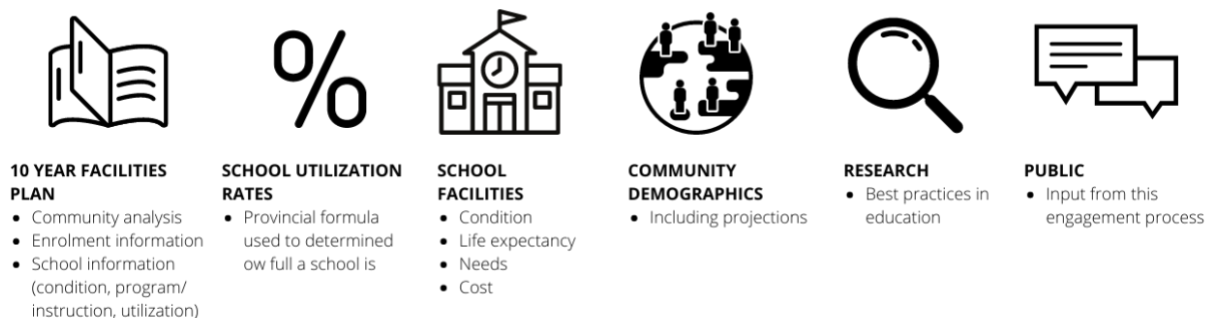 10 YEAR FACILITIES
PLAN
• Community analysis
• Enrolment information
• School information
(condition, program/
instruction, utilization)
SCHOOL UTILIZATION
RATES
• Provincial formula
used to determined
ow full a school is
SCHOOL
FACILITIES
• Condition
• Life expectancy
• Needs
• Cost
COMMUNITY
DEMOGRAPHICS
• Including projections
RESEARCH
• Best practices in
education
PUBLIC
• Input from this
engagement process